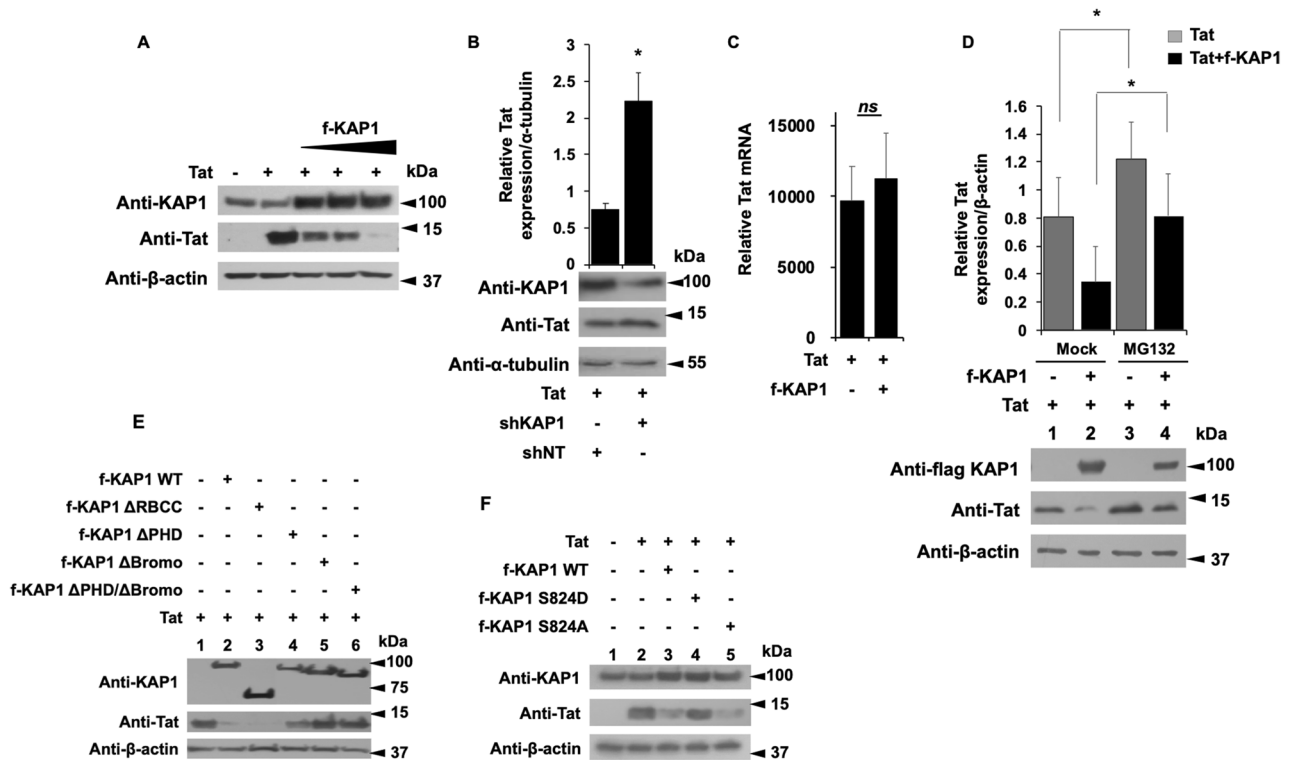 A
f-KAP1
Tat - + + + + kDa
Anti-KAP1 100
Anti-Tat 15
Anti-β-actin 37
B
Relative Tat
expression/α-tubulin
3
2.5
2
1
0.5
0
*
kDa
Anti-KAP1 100
Anti-Tat 15
Anti-α-tubulin 55
Tat + +
shKAP1 - +
shNT + -
C
Relative Tat mRNA
15000
10000
5000
0
ns
Tat + +
f-KAP1 - +
D
Tat
Tat+f-KAP1
*
*
Relative Tat
expression/β-actin
1.6
1.4
1.2
1
0.8
0.6
0.4
0.2
0
Mock MG132
f-KAP1 - + - +
Tat + + + +
1 2 3 4 kDa
Anti-flag KAP1 100
Anti-Tat 15
Anti-β-actin 37
E
f-KAP1 WT - + - - - -
f-KAP1 ΔRBCC - - + - - -
f-KAP1 ΔPHD - - - + - -
f-KAP1 ΔBromo - - - - + -
f-KAP1 ΔPHD/ΔBromo - - - - - +
Tat + + + + + +
1 2 3 4 5 6 kDa
Anti-KAP1 100
75
Anti-Tat 15
Anti-β-actin 37
F
Tat - + + + +
f-KAP1 WT - - + - -
f-KAP1 S824D - - - + -
f-KAP1 S824A - - - - +
1 2 3 4 5 kDa
Anti-KAP1 100
Anti-Tat 15
Anti-β-actin 37